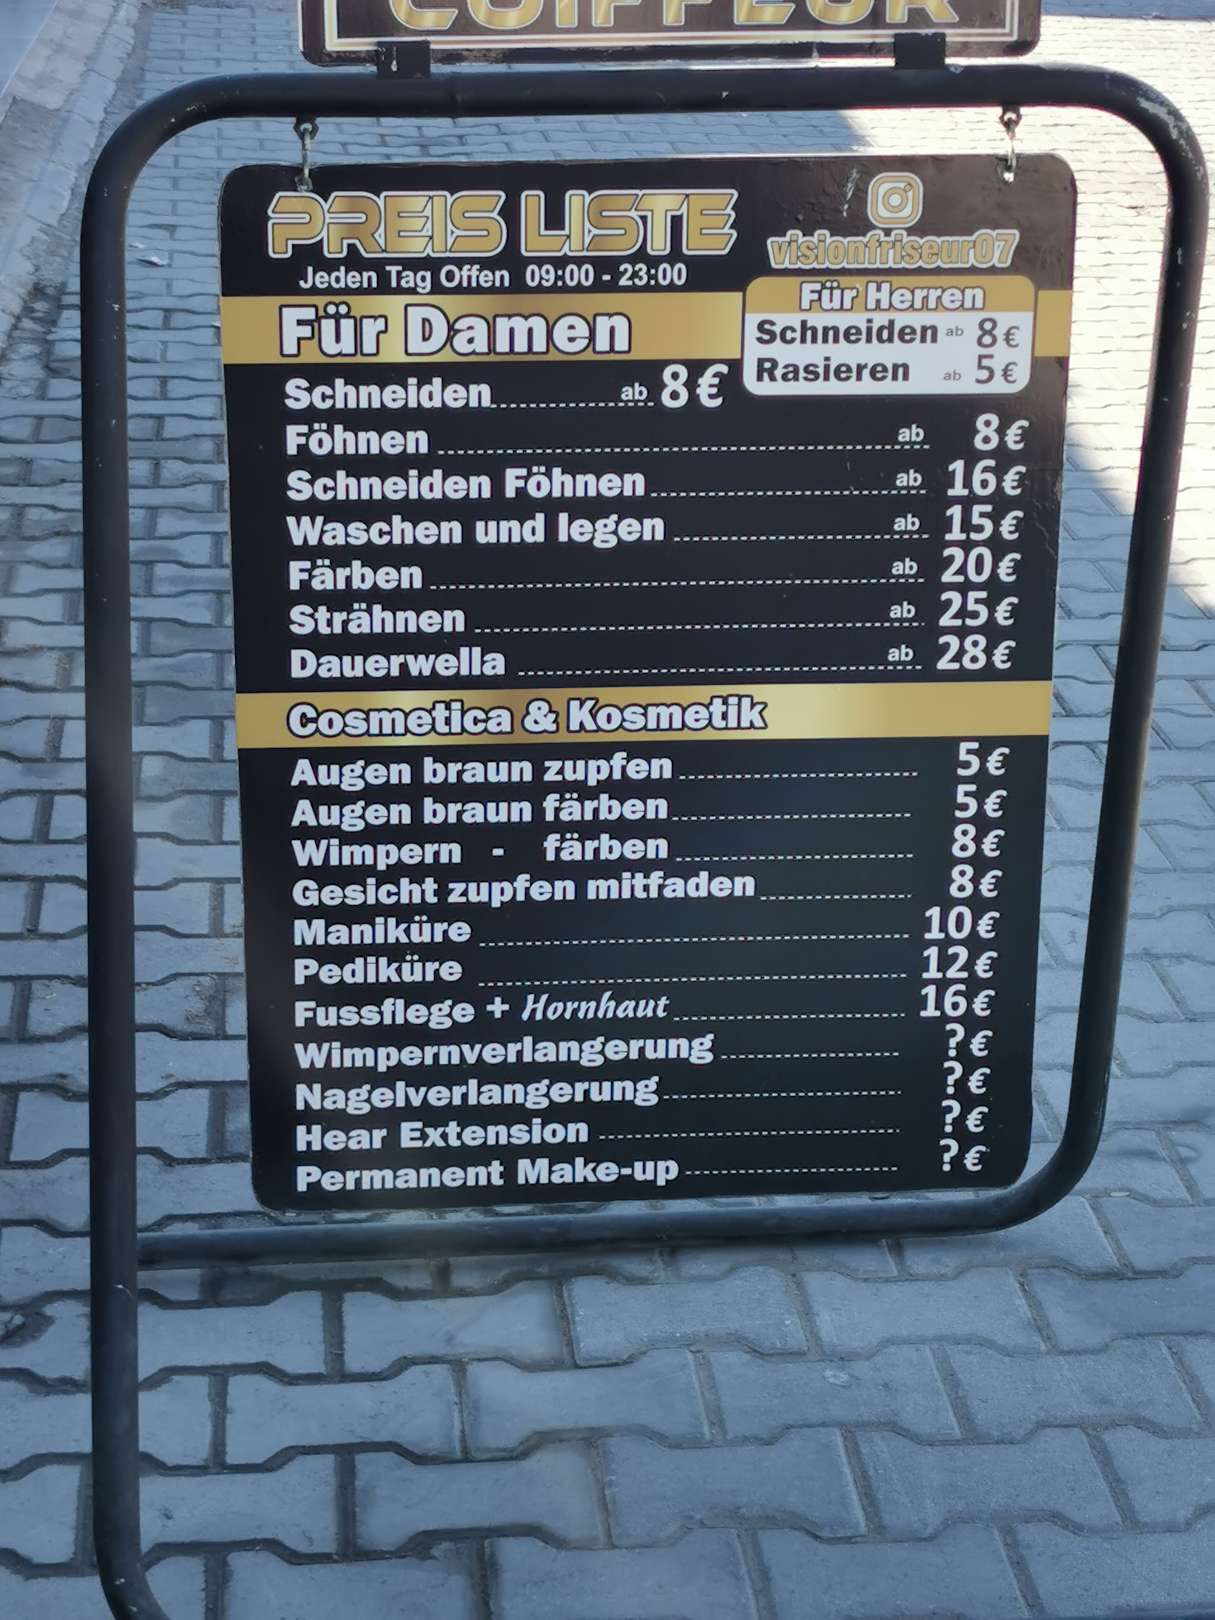 COIFFEUR
PREIS LISTE
Jeden Tag Offen 09:00 - 23:00
visionfriseur07
Für Herren
Schneiden ab 8€
Rasieren ab 5€
Für Damen
Schneiden ab 8€
Föhnen ab 8€
Schneiden Föhnen ab 16€
Waschen und legen ab 15€
Färben ab 20€
Strähnen ab 25€
Dauerwella ab 28€
Cosmetica & Kosmetik
Augen braun zupfen 5€
Augen braun färben 5€
Wimpern - färben 8€
Gesicht zupfen mitfaden 8€
Maniküre 10€
Pediküre 12€
Fussflege + Hornhaut 16€
Wimpernverlangerung ?€
Nagelverlangerung ?€
Hear Extension ?€
Permanent Make-up ?€